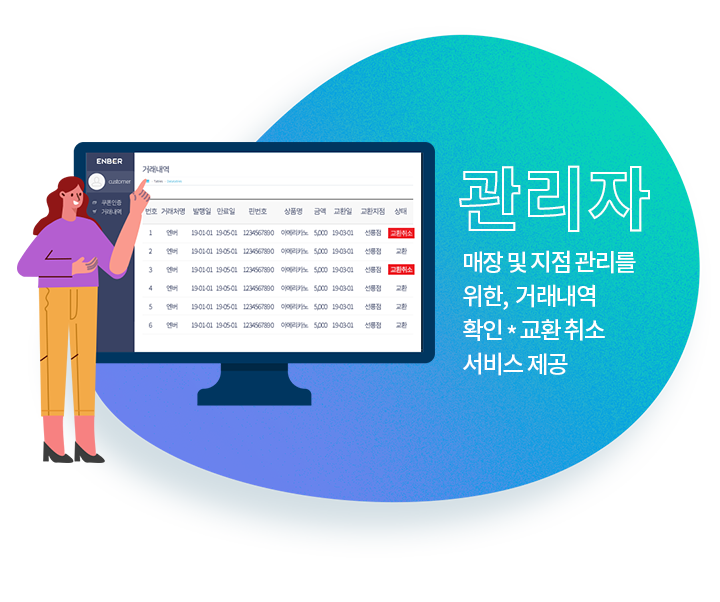 ENBER
customer
쿠폰인증
거래내역
거래내역
번호 거래처명 발행일 만료일 핀번호 상품명 금액 교환일 교환지점 상태
1 엔버 19-01-01 19-05-01 1234567890 아메리카노 5,000 19-03-01 선릉점 교환취소
2 엔버 19-01-01 19-05-01 1234567890 아메리카노 5,000 19-03-01 선릉점 교환
3 엔버 19-01-01 19-05-01 1234567890 아메리카노 5,000 19-03-01 선릉점 교환취소
4 엔버 19-01-01 19-05-01 1234567890 아메리카노 5,000 19-03-01 선릉점 교환
5 엔버 19-01-01 19-05-01 1234567890 아메리카노 5,000 19-03-01 선릉점 교환
6 엔버 19-01-01 19-05-01 1234567890 아메리카노 5,000 19-03-01 선릉점 교환
관리자
매장 및 지점 관리를
위한, 거래내역
확인 * 교환 취소
서비스 제공